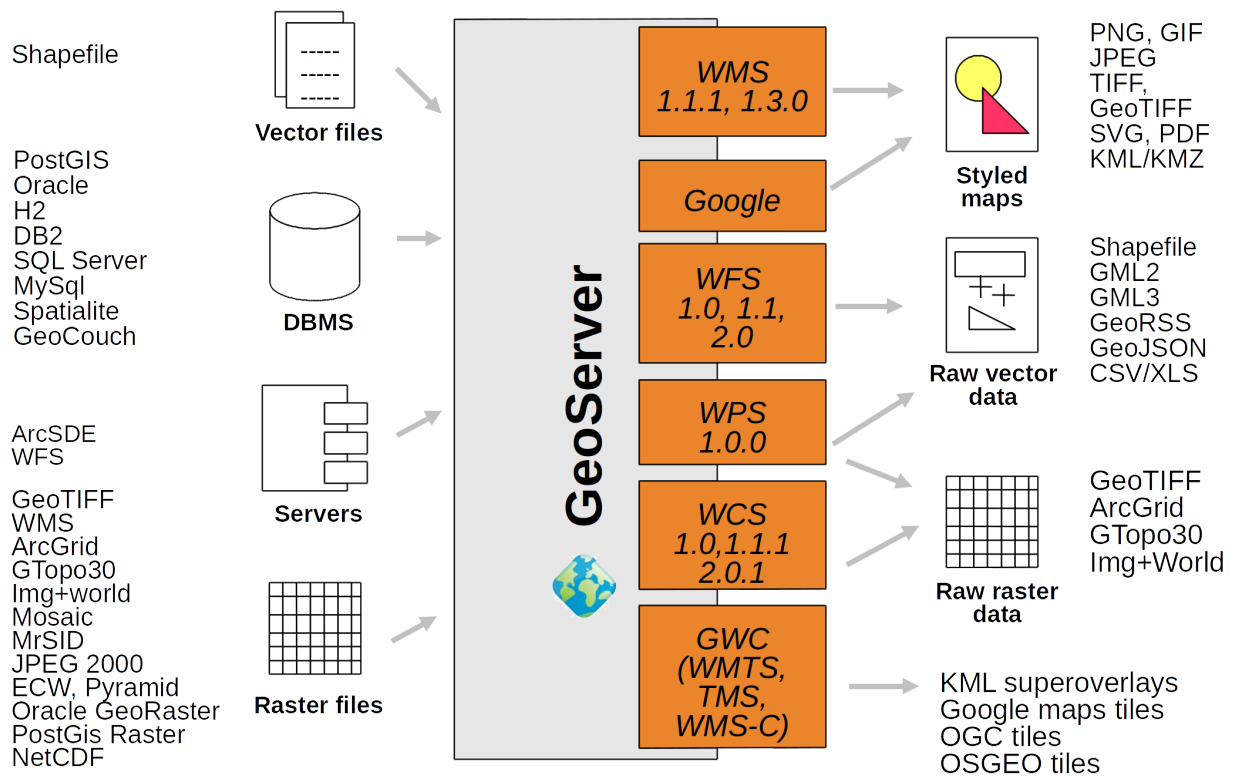 Shapefile
Vector files
PostGIS
Oracle
H2
DB2
SQL Server
MySql
Spatialite
GeoCouch
DBMS
ArcSDE
WFS
Servers
GeoTIFF
WMS
ArcGrid
GTopo30
Img+world
Mosaic
MrSID
JPEG 2000
ECW, Pyramid
Oracle GeoRaster
PostGis Raster
NetCDF
Raster files
GeoServer
WMS
1.1.1, 1.3.0
Google
WFS
1.0, 1.1,
2.0
WPS
1.0.0
WCS
1.0,1.1.1
2.0.1
GWC
(WMTS,
TMS,
WMS-C)
Styled
maps
PNG, GIF
JPEG
TIFF,
GeoTIFF
SVG, PDF
KML/KMZ
Raw vector
data
Shapefile
GML2
GML3
GeoRSS
GeoJSON
CSV/XLS
Raw raster
data
GeoTIFF
ArcGrid
GTopo30
Img+World
KML superoverlays
Google maps tiles
OGC tiles
OSGEO tiles